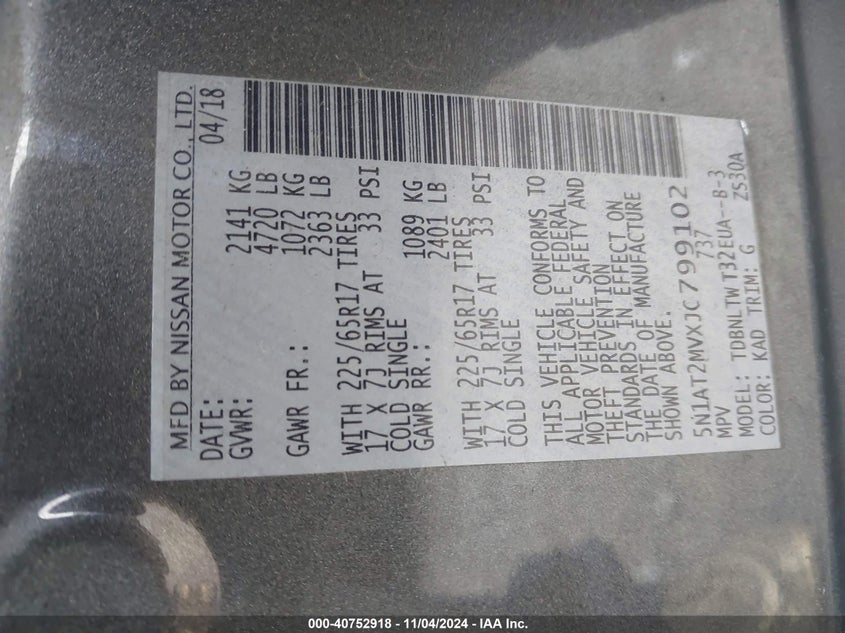 MFD BY NISSAN MOTOR CO., LTD.
DATE: 04/18
GVWR: 2141 KG
4720 LB
GAWR FR.: 1072 KG
2363 LB
WITH 225/65R17 TIRES
17 X 7J RIMS AT 33 PSI
COLD SINGLE
GAWR RR.: 1089 KG
2401 LB
WITH 225/65R17 TIRES
17 X 7J RIMS AT 33 PSI
COLD SINGLE
THIS VEHICLE CONFORMS TO
ALL APPLICABLE FEDERAL
MOTOR VEHICLE SAFETY AND
THEFT PREVENTION
STANDARDS IN EFFECT ON
THE DATE OF MANUFACTURE
SHOWN ABOVE.
5N1AT2MVXJC799102
MPV 737
MODEL: TDBNLTWT32EUA--B-3
COLOR: KAD TRIM: G ZS30A
000-40752918 - 11/04/2024 - IAA Inc.